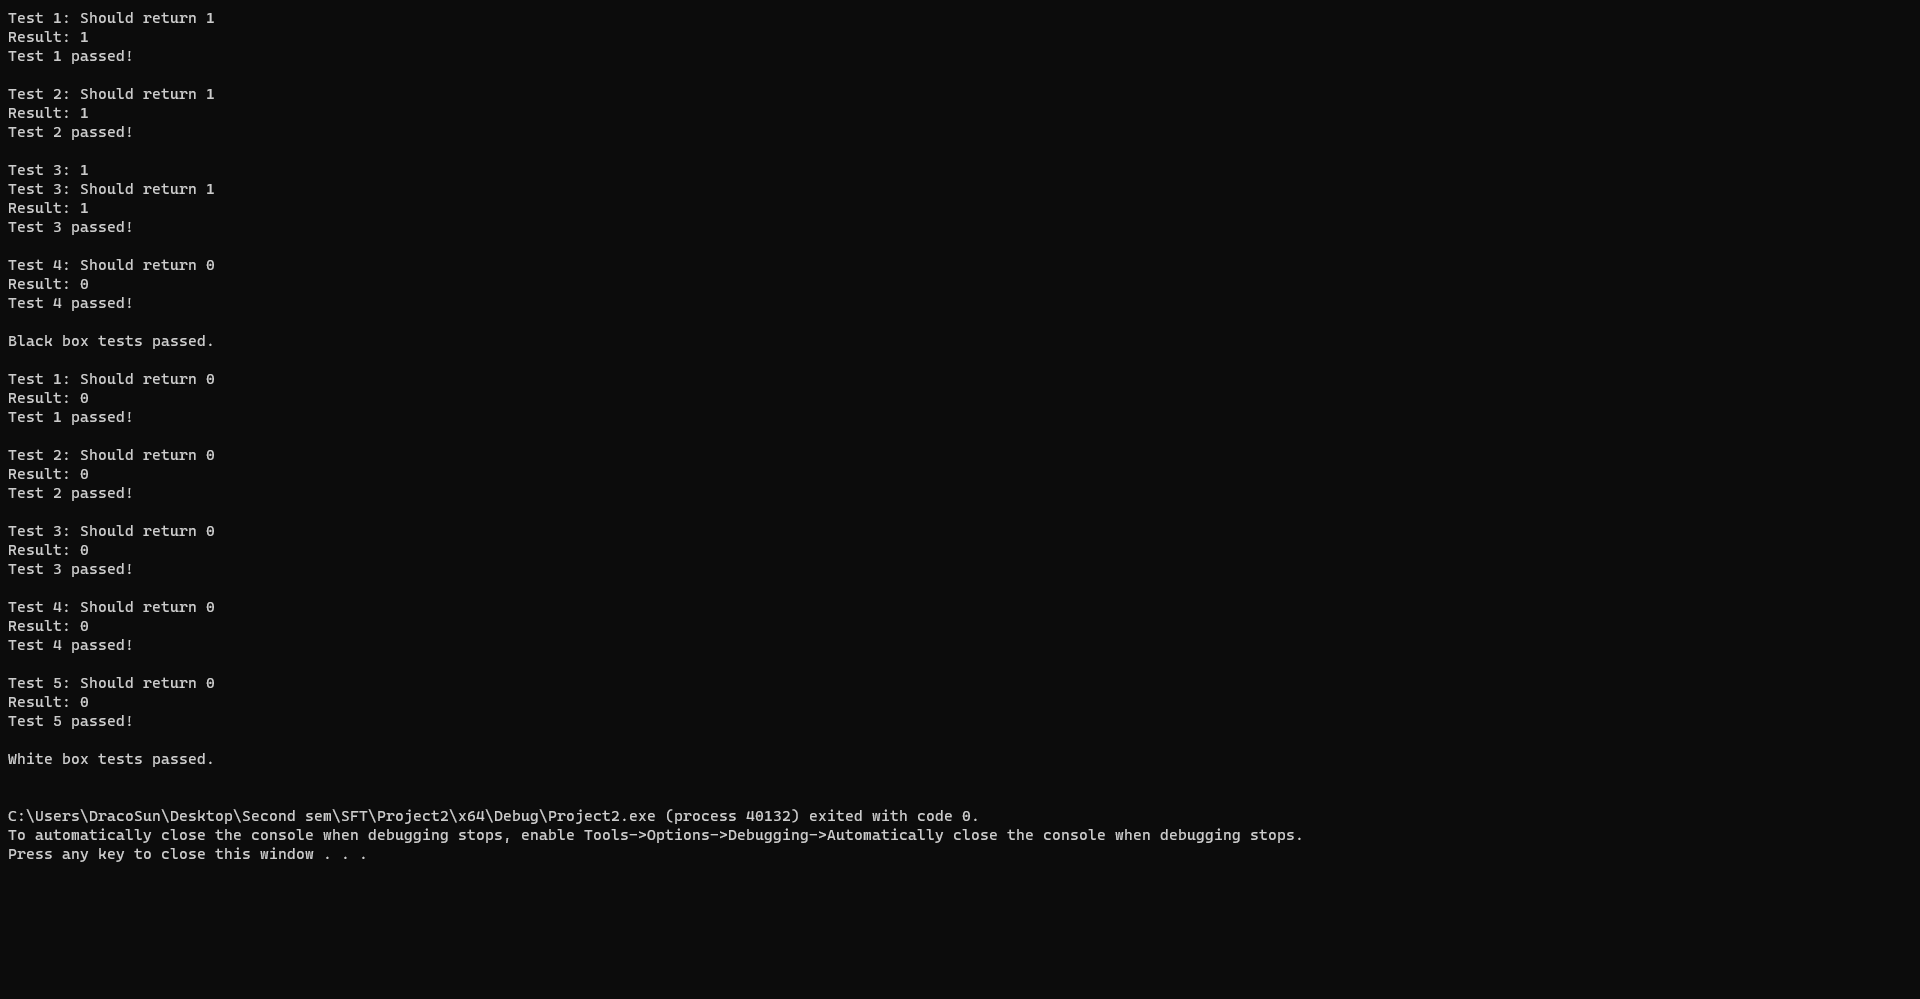 Test 1: Should return 1
Result: 1
Test 1 passed!
Test 2: Should return 1
Result: 1
Test 2 passed!
Test 3: 1
Test 3: Should return 1
Result: 1
Test 3 passed!
Test 4: Should return 0
Result: 0
Test 4 passed!
Black box tests passed.
Test 1: Should return 0
Result: 0
Test 1 passed!
Test 2: Should return 0
Result: 0
Test 2 passed!
Test 3: Should return 0
Result: 0
Test 3 passed!
Test 4: Should return 0
Result: 0
Test 4 passed!
Test 5: Should return 0
Result: 0
Test 5 passed!
White box tests passed.
C:\Users\DracoSun\Desktop\Second sem\SFT\Project2\x64\Debug\Project2.exe (process 40132) exited with code 0.
To automatically close the console when debugging stops, enable Tools->Options->Debugging->Automatically close the console when debugging stops.
Press any key to close this window . . .